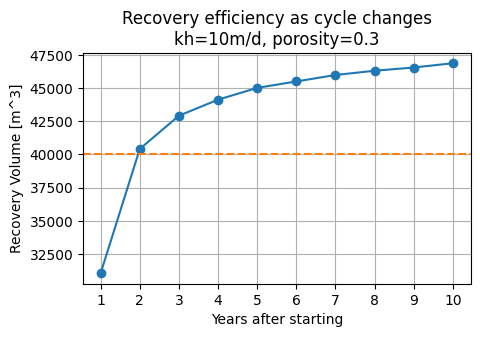 Recovery efficiency as cycle changes
kh=10m/d, porosity=0.3
Recovery Volume [m^3]
47500
45000
42500
40000
37500
35000
32500
1 2 3 4 5 6 7 8 9 10
Years after starting